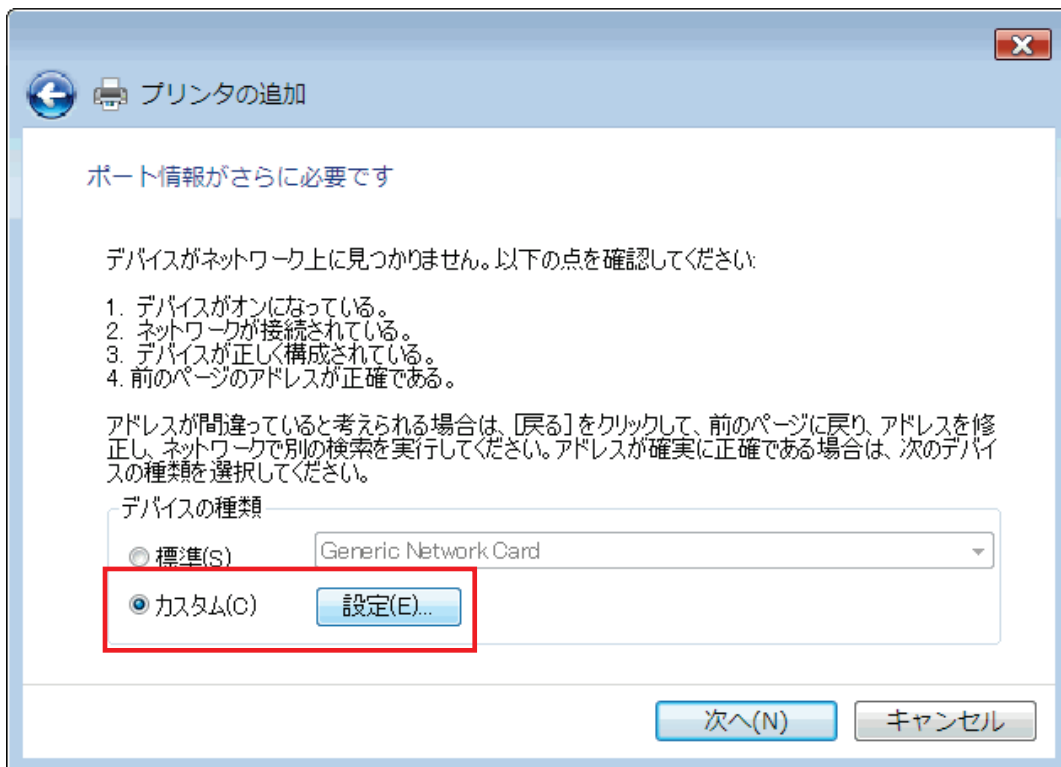 プリンタの追加
ポート情報がさらに必要です
デバイスがネットワーク上に見つかりません。以下の点を確認してください:
1. デバイスがオンになっている。
2. ネットワークが接続されている。
3. デバイスが正しく構成されている。
4. 前のページのアドレスが正確である。
アドレスが間違っていると考えられる場合は、[戻る]をクリックして、前のページに戻り、アドレスを修
正し、ネットワークで別の検索を実行してください。アドレスが確実に正確である場合は、次のデバイ
スの種類を選択してください。
デバイスの種類
標準(S) Generic Network Card
カスタム(C) 設定(E)...
次へ(N) キャンセル